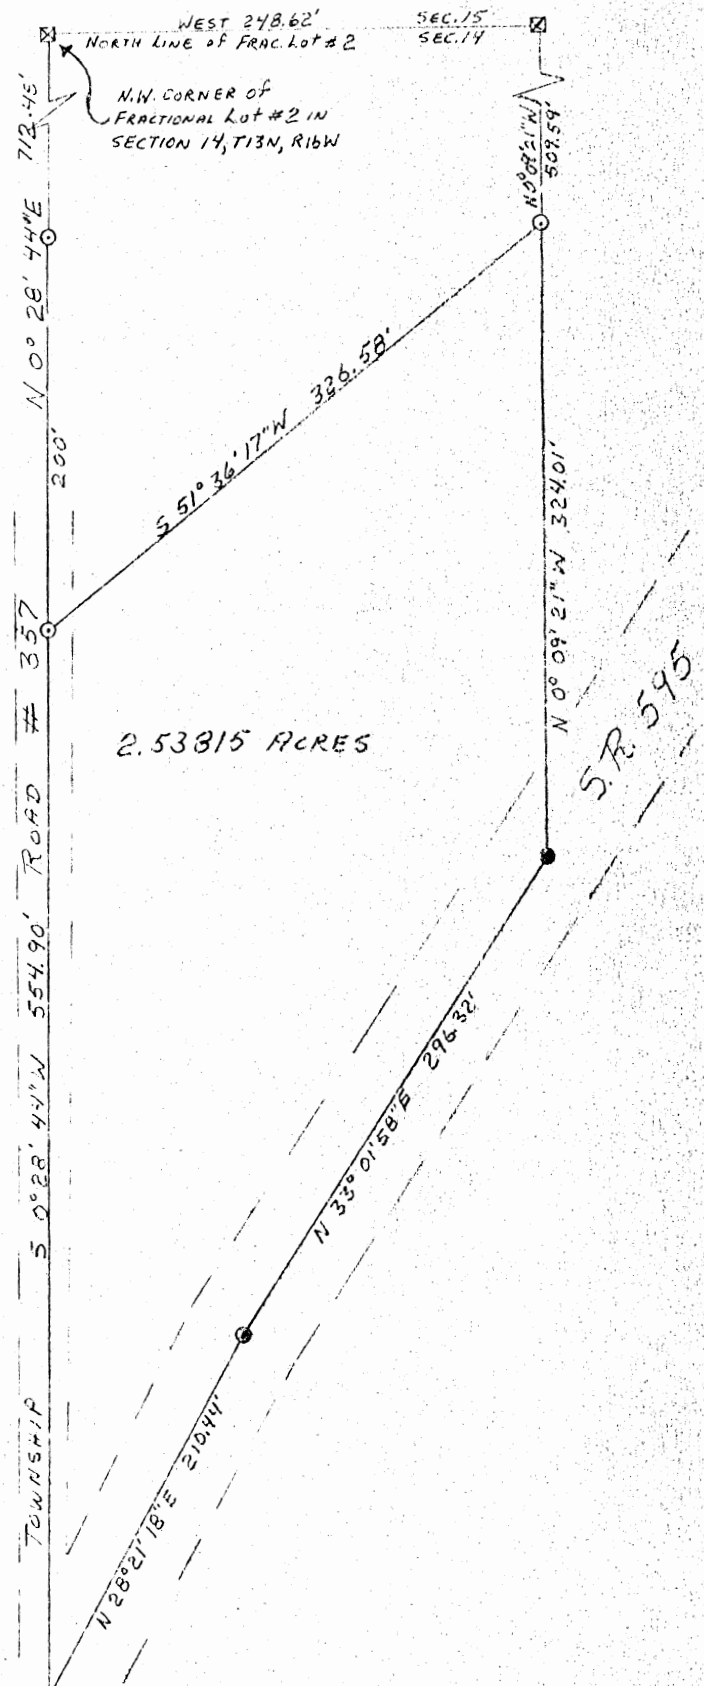 WEST 248.62'
SEC. 15
NORTH LINE of FRAC. Lot #2
SEC. 14
N.W. CORNER OF
FRACTIONAL Lot #2 IN
SECTION 14, T13N, R16W
N 0° 28' 44"E 712.45'
N 0° 09' 21" W
509.59'
200'
S 51° 36' 17" W 326.58'
N 0° 09' 21" W 324.01'
S.R. 595
2.53815 ACRES
TOWNSHIP ROAD # 357
S 0° 28' 44" W 554.90'
N 33° 01' 58" E 296.32'
N 28° 21' 18" E 210.44'